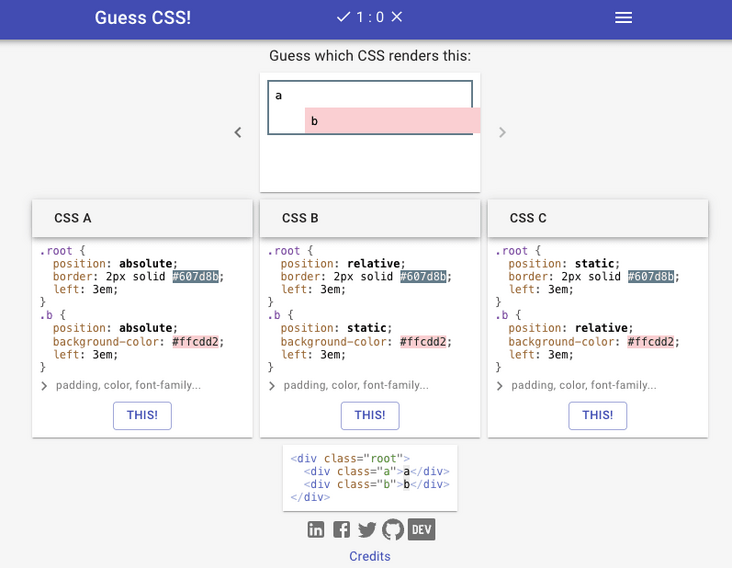 Guess CSS!
✓ 1 : 0 ✕
Guess which CSS renders this:
a
b
CSS A
.root {
  position: absolute;
  border: 2px solid #607d8b;
  left: 3em;
}
.b {
  position: absolute;
  background-color: #ffcdd2;
  left: 3em;
}
padding, color, font-family...
THIS!
CSS B
.root {
  position: relative;
  border: 2px solid #607d8b;
  left: 3em;
}
.b {
  position: static;
  background-color: #ffcdd2;
  left: 3em;
}
padding, color, font-family...
THIS!
CSS C
.root {
  position: static;
  border: 2px solid #607d8b;
  left: 3em;
}
.b {
  position: relative;
  background-color: #ffcdd2;
  left: 3em;
}
padding, color, font-family...
THIS!
<div class="root">
  <div class="a">a</div>
  <div class="b">b</div>
</div>
DEV
Credits